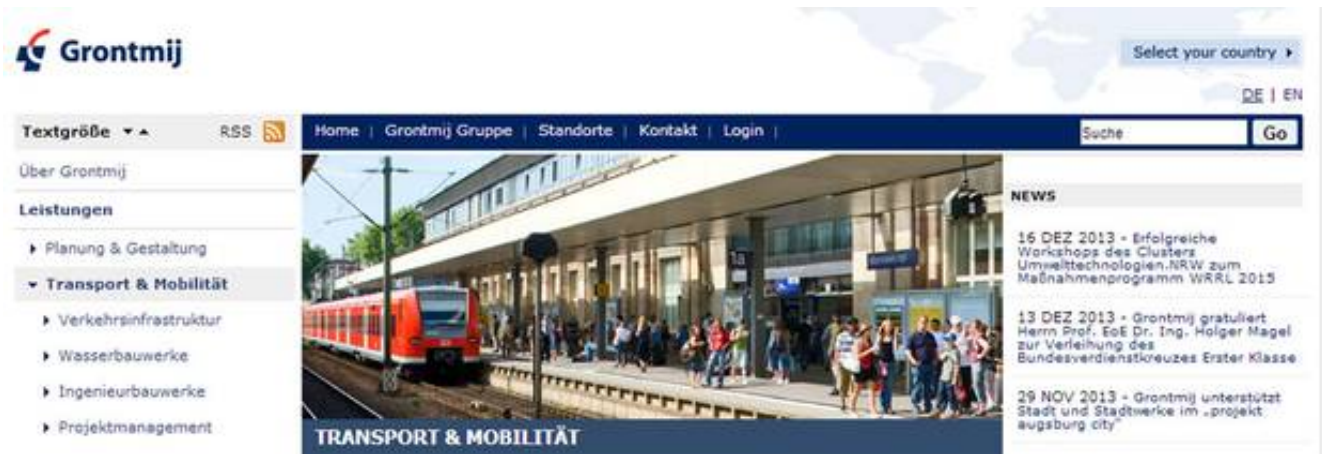 Grontmij
Select your country
DE | EN
Textgröße
RSS
Home | Grontmij Gruppe | Standorte | Kontakt | Login |
Suche
Go
Über Grontmij
Leistungen
Planung & Gestaltung
Transport & Mobilität
Verkehrsinfrastruktur
Wasserbauwerke
Ingenieurbauwerke
Projektmanagement
1a
TRANSPORT & MOBILITÄT
NEWS
16 DEZ 2013 - Erfolgreiche
Workshops des Clusters
Umwelttechnologien.NRW zum
Maßnahmenprogramm WRRL 2015
13 DEZ 2013 - Grontmij gratuliert
Herrn Prof. EoE Dr. Ing. Holger Magel
zur Verleihung des
Bundesverdienstkreuzes Erster Klasse
29 NOV 2013 - Grontmij unterstützt
Stadt und Stadtwerke im „projekt
augsburg city"